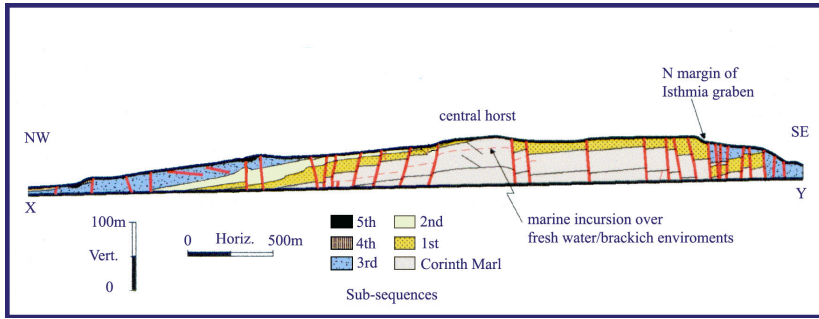 N margin of
Isthmia graben
central horst
NW
SE
X
Y
marine incursion over
fresh water/brackich enviroments
100m
Vert.
0
0 Horiz. 500m
5th 2nd
4th 1st
3rd Corinth Marl
Sub-sequences